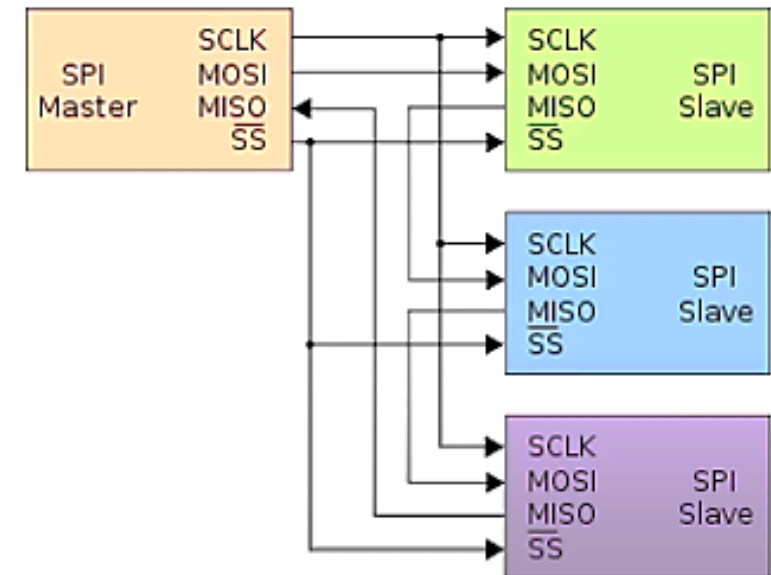 SCLK
SPI MOSI
Master MISO
SS
SCLK
MOSI SPI
MISO Slave
SS
SCLK
MOSI SPI
MISO Slave
SS
SCLK
MOSI SPI
MISO Slave
SS